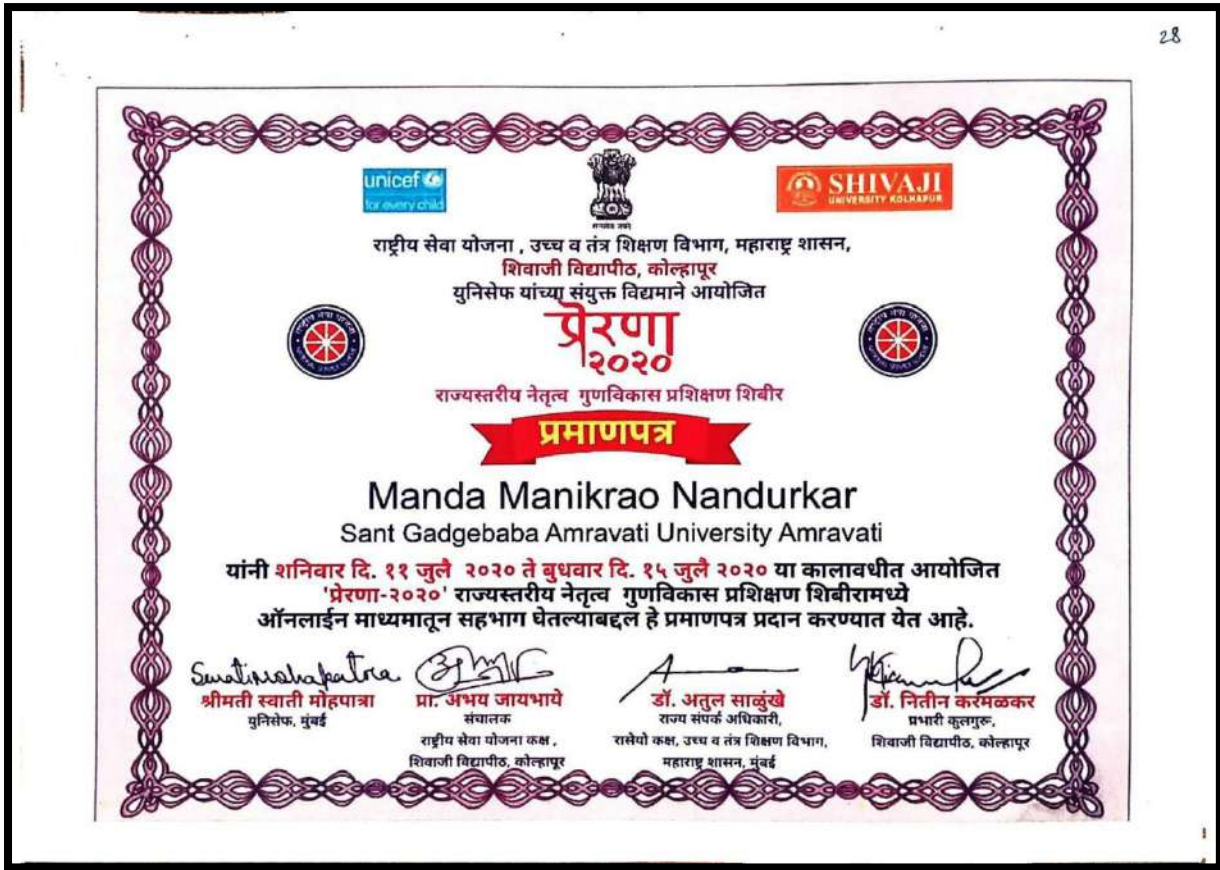 28
unicef
for every child
सत्यमेव जयते
SHIVAJI
UNIVERSITY KOLHAPUR
राष्ट्रीय सेवा योजना , उच्च व तंत्र शिक्षण विभाग, महाराष्ट्र शासन,
शिवाजी विद्यापीठ, कोल्हापूर
युनिसेफ यांच्या संयुक्त विद्यमाने आयोजित
प्रेरणा
२०२०
राज्यस्तरीय नेतृत्व गुणविकास प्रशिक्षण शिबीर
प्रमाणपत्र
Manda Manikrao Nandurkar
Sant Gadgebaba Amravati University Amravati
यांनी शनिवार दि. ११ जुलै २०२० ते बुधवार दि. १५ जुलै २०२० या कालावधीत आयोजित
'प्रेरणा-२०२०' राज्यस्तरीय नेतृत्व गुणविकास प्रशिक्षण शिबीरामध्ये
ऑनलाईन माध्यमातून सहभाग घेतल्याबद्दल हे प्रमाणपत्र प्रदान करण्यात येत आहे.
Swatimohapatra
श्रीमती स्वाती मोहपात्रा
युनिसेफ, मुंबई
प्रा. अभय जायभाये
संचालक
राष्ट्रीय सेवा योजना कक्ष ,
शिवाजी विद्यापीठ, कोल्हापूर
डॉ. अतुल साळुंखे
राज्य संपर्क अधिकारी,
रासेयो कक्ष, उच्च व तंत्र शिक्षण विभाग,
महाराष्ट्र शासन, मुंबई
डॉ. नितीन करमळकर
प्रभारी कुलगुरू,
शिवाजी विद्यापीठ, कोल्हापूर